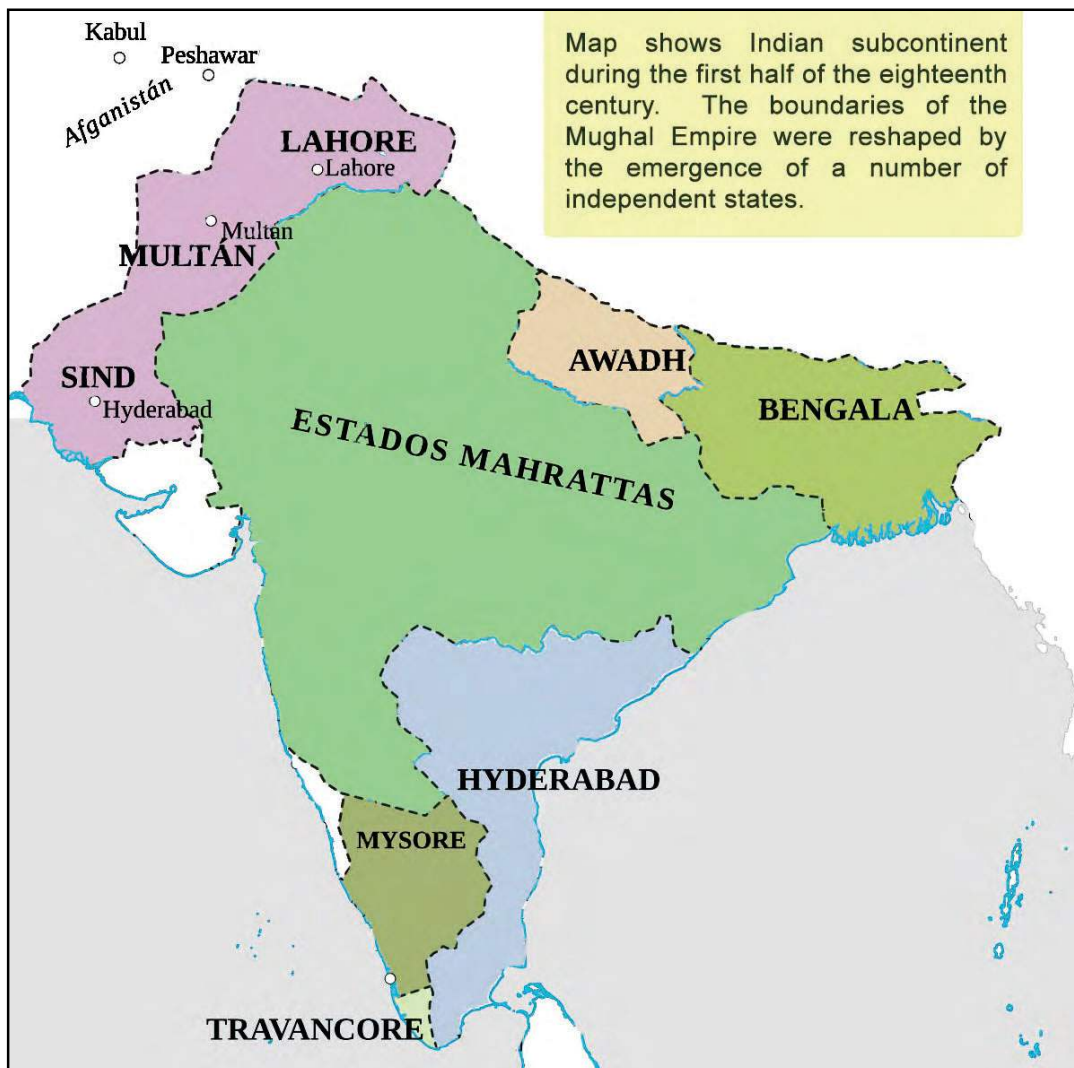 Kabul
Peshawar
Afganistán
Map shows Indian subcontinent
during the first half of the eighteenth
century. The boundaries of the
Mughal Empire were reshaped by
the emergence of a number of
independent states.
LAHORE
Lahore
Multán
MULTÁN
SIND
Hyderabad
AWADH
BENGALA
ESTADOS MAHRATTAS
HYDERABAD
MYSORE
TRAVANCORE